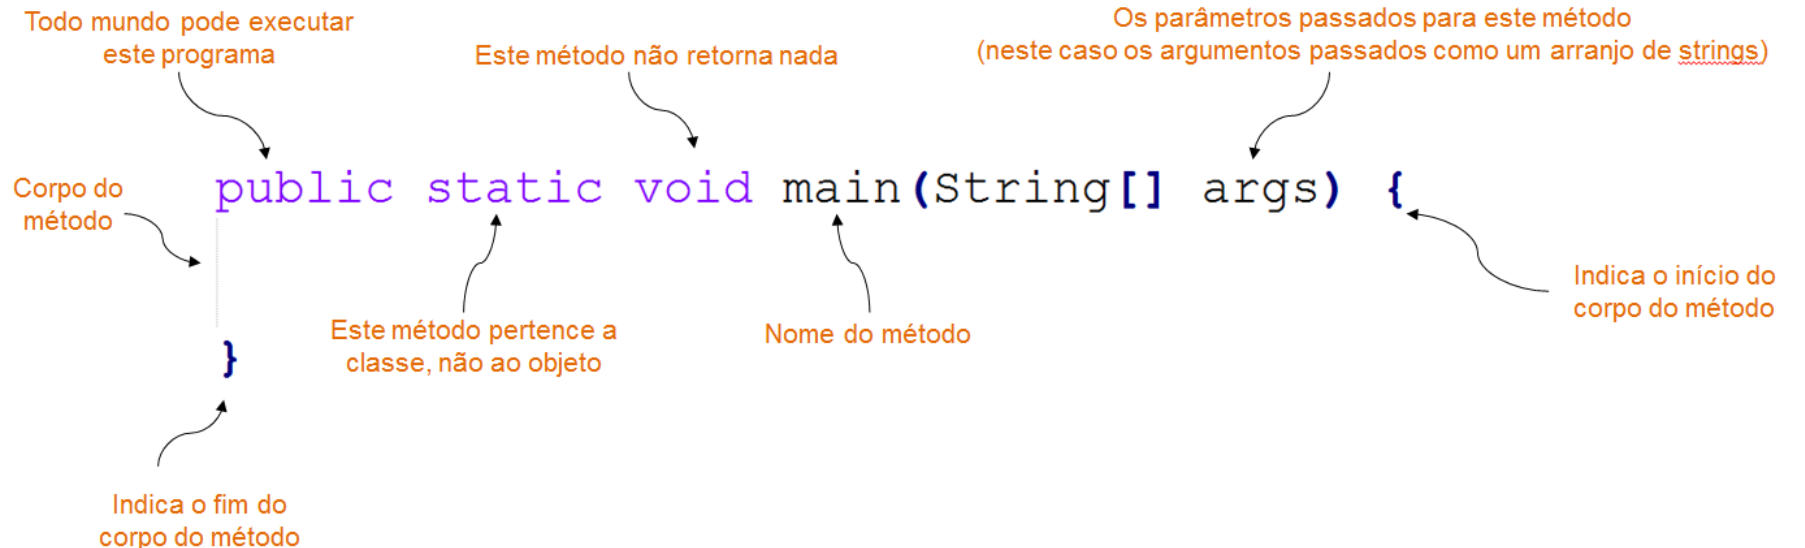 Todo mundo pode executar
este programa
Este método não retorna nada
Os parâmetros passados para este método
(neste caso os argumentos passados como um arranjo de strings)
Corpo do
método
public static void main(String[] args) {
Este método pertence a
classe, não ao objeto
Nome do método
Indica o início do
corpo do método
}
Indica o fim do
corpo do método